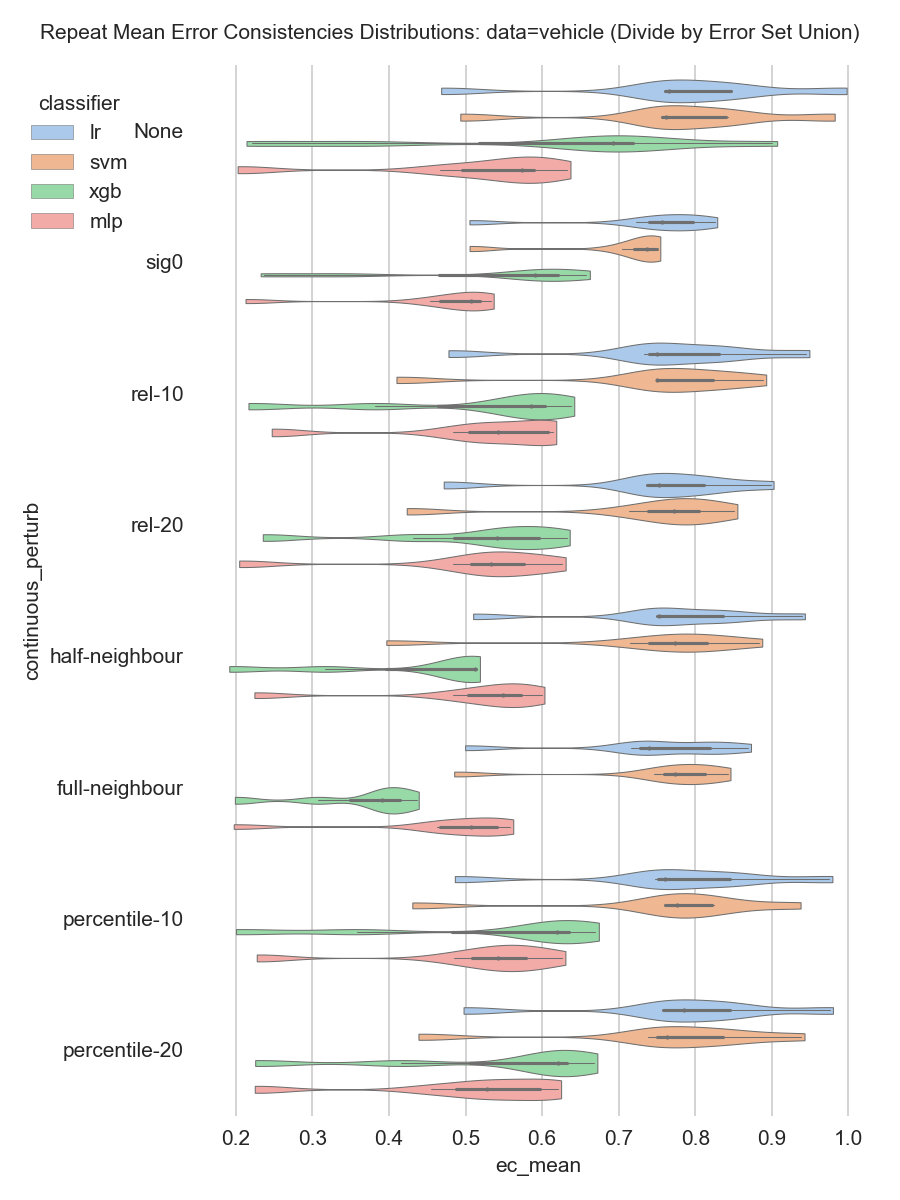 Repeat Mean Error Consistencies Distributions: data=vehicle (Divide by Error Set Union)
classifier
lr
svm
xgb
mlp
None
sig0
rel-10
rel-20
half-neighbour
full-neighbour
percentile-10
percentile-20
continuous_perturb
0.2 0.3 0.4 0.5 0.6 0.7 0.8 0.9 1.0
ec_mean